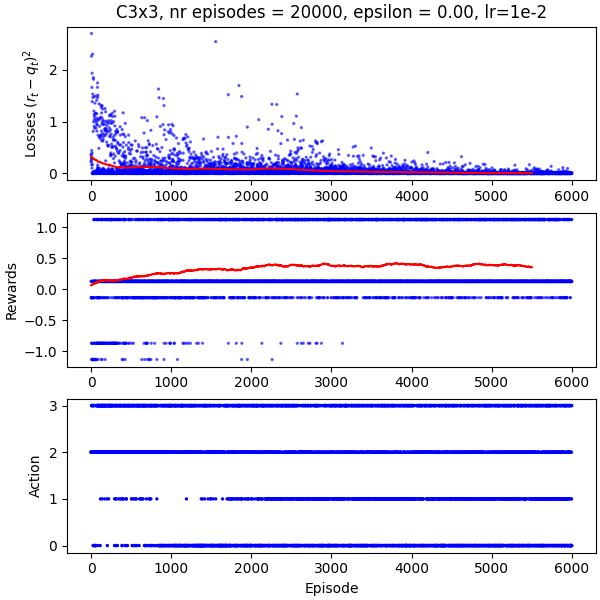 C3x3, nr episodes = 20000, epsilon = 0.00, lr=1e-2
Losses (r_t − q_t)^2
2
1
0
0 1000 2000 3000 4000 5000 6000
Rewards
1.0
0.5
0.0
−0.5
−1.0
0 1000 2000 3000 4000 5000 6000
Action
3
2
1
0
0 1000 2000 3000 4000 5000 6000
Episode